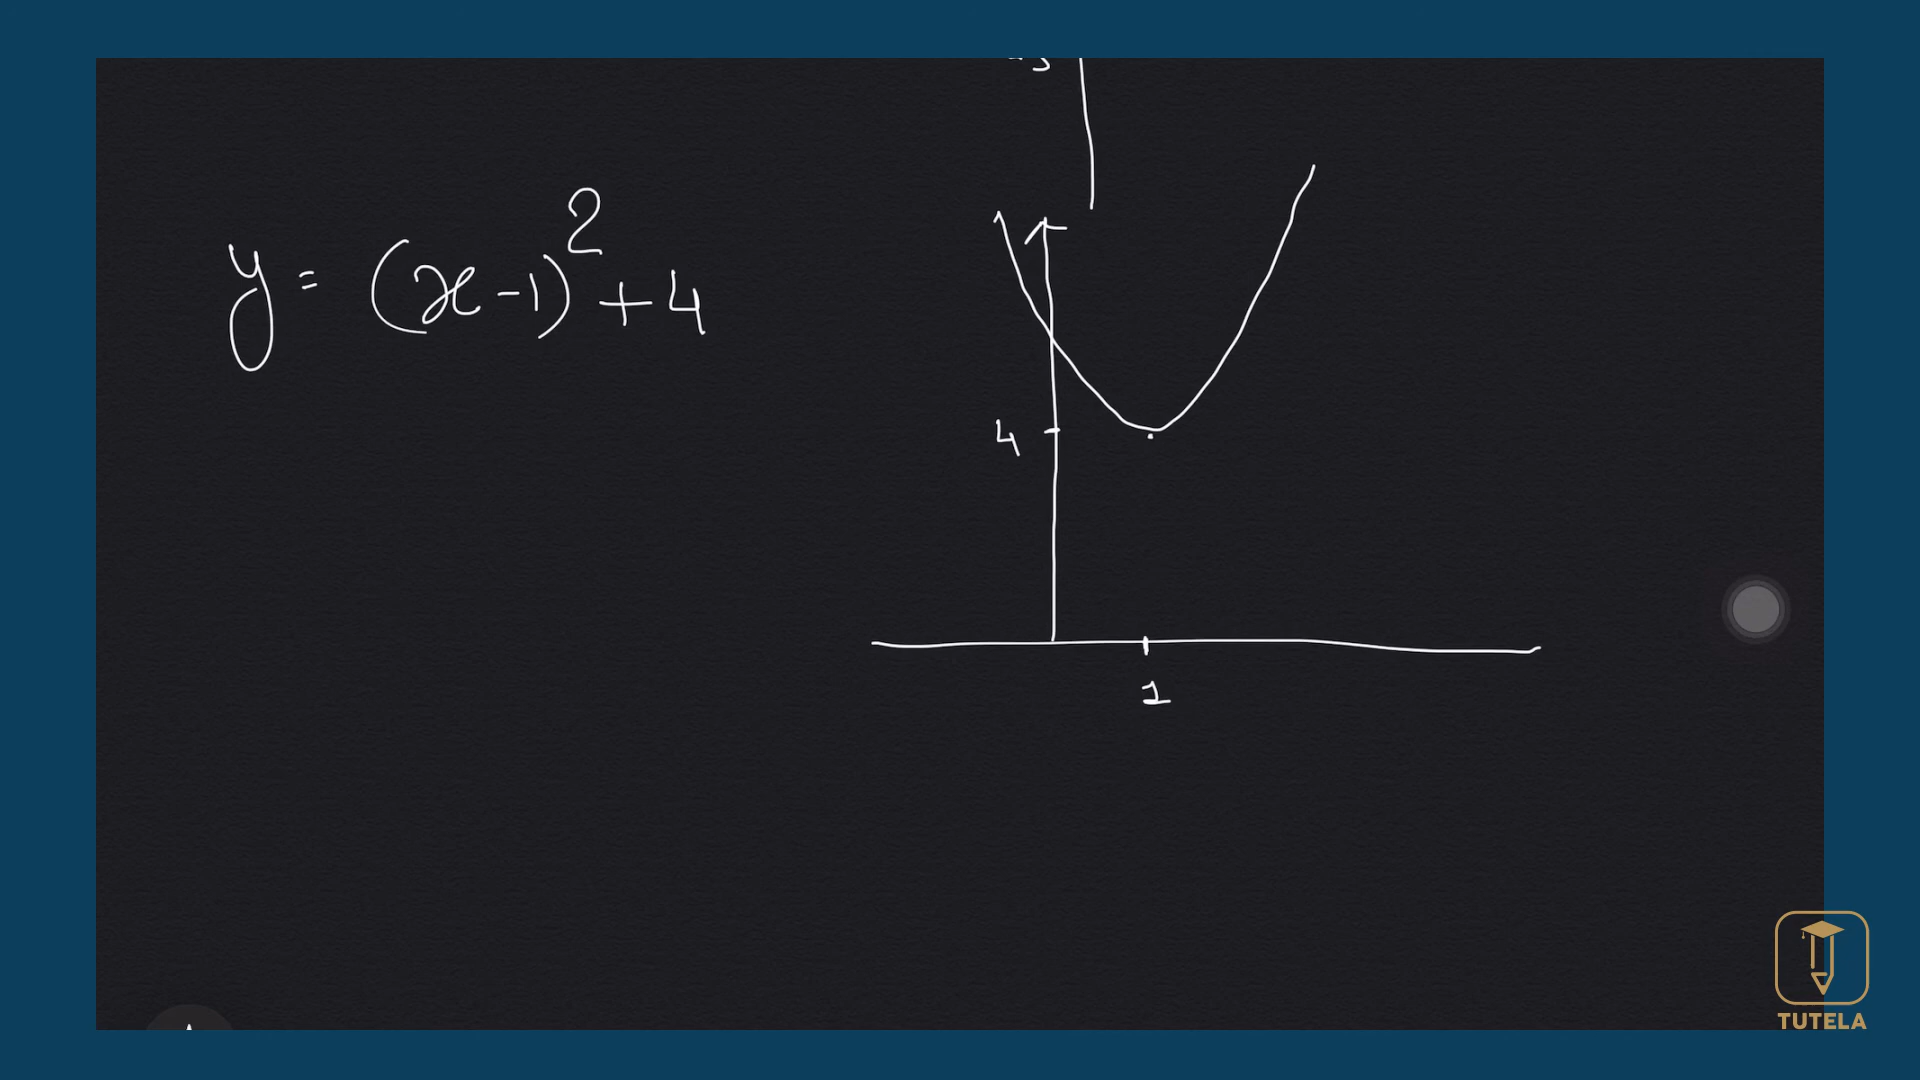 y = (x-1)² + 4
4
1
TUTELA